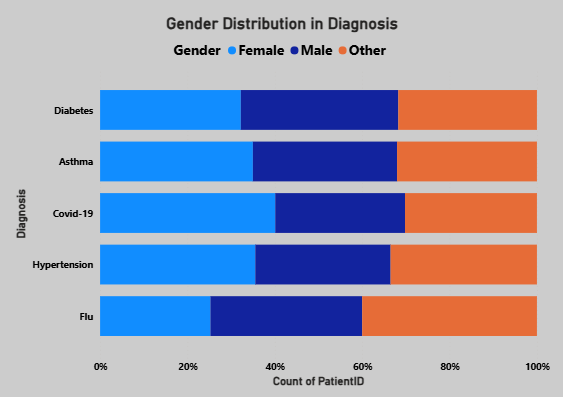 Gender Distribution in Diagnosis
Gender Female Male Other
Diagnosis
Diabetes
Asthma
Covid-19
Hypertension
Flu
0% 20% 40% 60% 80% 100%
Count of PatientID